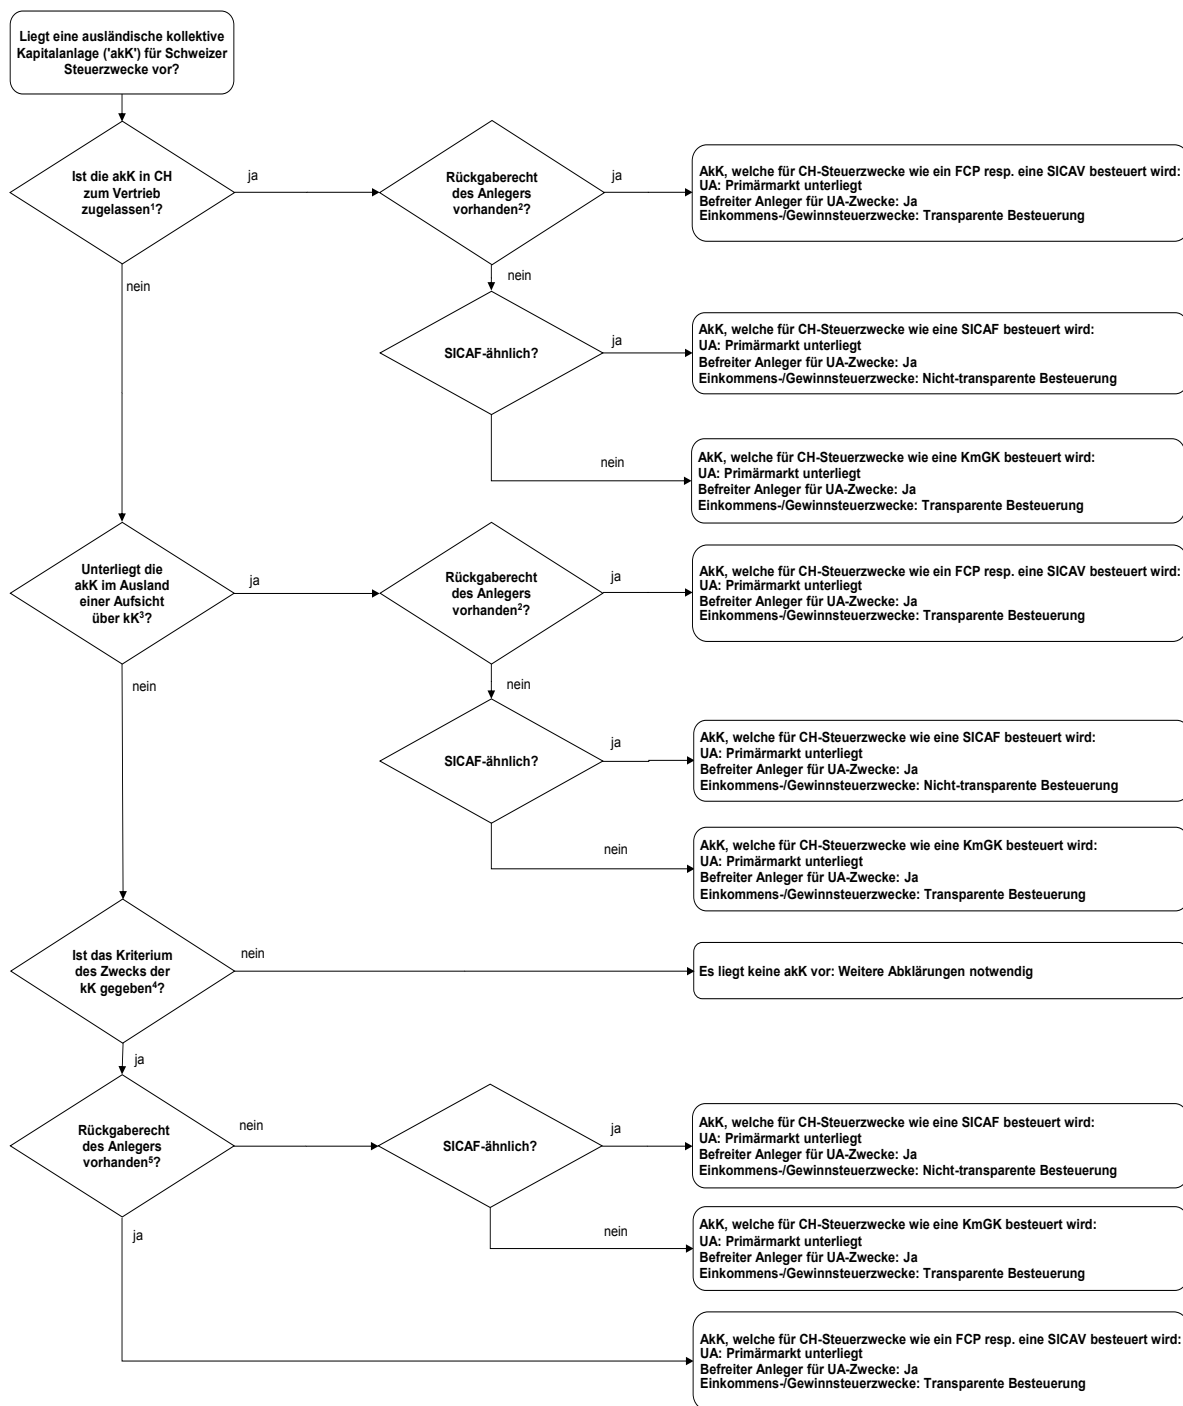 Liegt eine ausländische kollektive
Kapitalanlage ('akK') für Schweizer
Steuerzwecke vor?
Ist die akK in CH
zum Vertrieb
zugelassen¹?
ja
Rückgaberecht
des Anlegers
vorhanden²?
ja
AkK, welche für CH-Steuerzwecke wie ein FCP resp. eine SICAV besteuert wird:
UA: Primärmarkt unterliegt
Befreiter Anleger für UA-Zwecke: Ja
Einkommens-/Gewinnsteuerzwecke: Transparente Besteuerung
nein
nein
SICAF-ähnlich?
ja
AkK, welche für CH-Steuerzwecke wie eine SICAF besteuert wird:
UA: Primärmarkt unterliegt
Befreiter Anleger für UA-Zwecke: Ja
Einkommens-/Gewinnsteuerzwecke: Nicht-transparente Besteuerung
nein
AkK, welche für CH-Steuerzwecke wie eine KmGK besteuert wird:
UA: Primärmarkt unterliegt
Befreiter Anleger für UA-Zwecke: Ja
Einkommens-/Gewinnsteuerzwecke: Transparente Besteuerung
Unterliegt die
akK im Ausland
einer Aufsicht
über kK³?
ja
Rückgaberecht
des Anlegers
vorhanden²?
ja
AkK, welche für CH-Steuerzwecke wie ein FCP resp. eine SICAV besteuert wird:
UA: Primärmarkt unterliegt
Befreiter Anleger für UA-Zwecke: Ja
Einkommens-/Gewinnsteuerzwecke: Transparente Besteuerung
nein
nein
SICAF-ähnlich?
ja
AkK, welche für CH-Steuerzwecke wie eine SICAF besteuert wird:
UA: Primärmarkt unterliegt
Befreiter Anleger für UA-Zwecke: Ja
Einkommens-/Gewinnsteuerzwecke: Nicht-transparente Besteuerung
nein
AkK, welche für CH-Steuerzwecke wie eine KmGK besteuert wird:
UA: Primärmarkt unterliegt
Befreiter Anleger für UA-Zwecke: Ja
Einkommens-/Gewinnsteuerzwecke: Transparente Besteuerung
Ist das Kriterium
des Zwecks der
kK gegeben⁴?
nein
Es liegt keine akK vor: Weitere Abklärungen notwendig
ja
Rückgaberecht
des Anlegers
vorhanden⁵?
nein
SICAF-ähnlich?
ja
AkK, welche für CH-Steuerzwecke wie eine SICAF besteuert wird:
UA: Primärmarkt unterliegt
Befreiter Anleger für UA-Zwecke: Ja
Einkommens-/Gewinnsteuerzwecke: Nicht-transparente Besteuerung
ja
nein
AkK, welche für CH-Steuerzwecke wie eine KmGK besteuert wird:
UA: Primärmarkt unterliegt
Befreiter Anleger für UA-Zwecke: Ja
Einkommens-/Gewinnsteuerzwecke: Transparente Besteuerung
AkK, welche für CH-Steuerzwecke wie ein FCP resp. eine SICAV besteuert wird:
UA: Primärmarkt unterliegt
Befreiter Anleger für UA-Zwecke: Ja
Einkommens-/Gewinnsteuerzwecke: Transparente Besteuerung